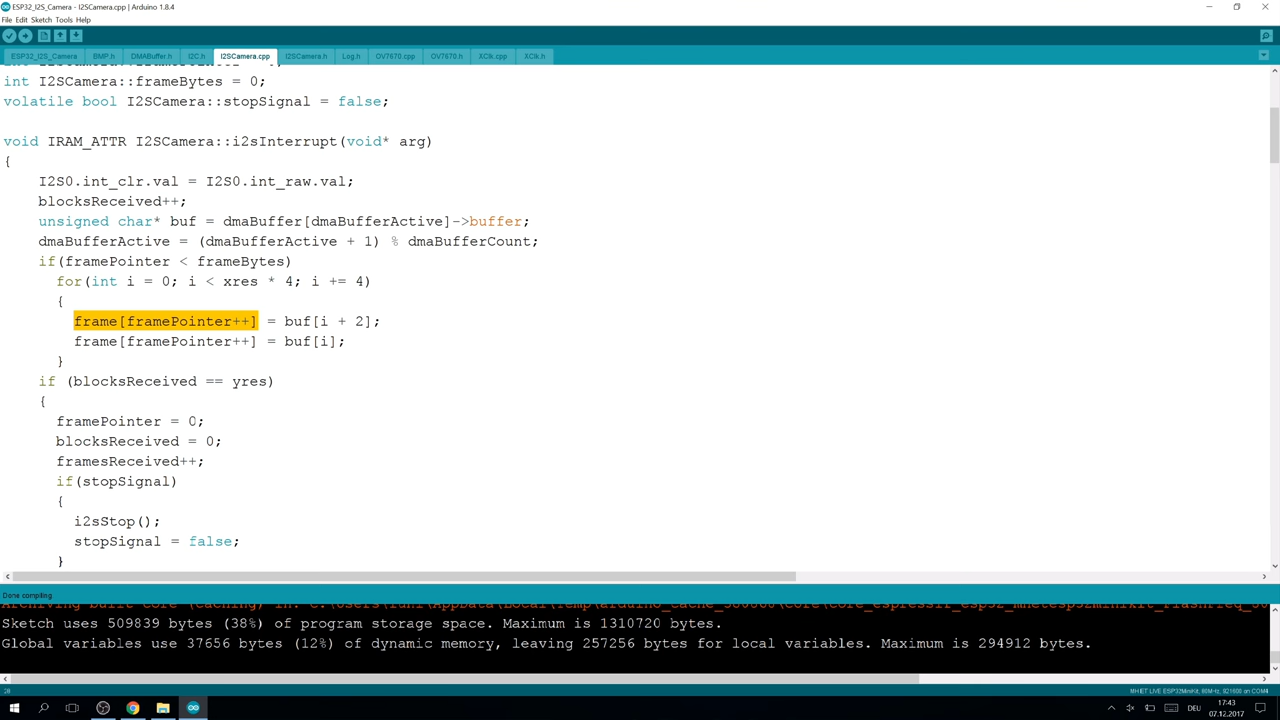 ESP32_I2S_Camera - I2SCamera.cpp | Arduino 1.8.4
File Edit Sketch Tools Help
ESP32_I2S_Camera BMP.h DMABuffer.h I2C.h I2SCamera.cpp I2SCamera.h Log.h OV7670.cpp OV7670.h XClk.cpp XClk.h
int I2SCamera::frameBytes = 0;
volatile bool I2SCamera::stopSignal = false;
void IRAM_ATTR I2SCamera::i2sInterrupt(void* arg)
{
I2S0.int_clr.val = I2S0.int_raw.val;
blocksReceived++;
unsigned char* buf = dmaBuffer[dmaBufferActive]->buffer;
dmaBufferActive = (dmaBufferActive + 1) % dmaBufferCount;
if(framePointer < frameBytes)
for(int i = 0; i < xres * 4; i += 4)
{
frame[framePointer++] = buf[i + 2];
frame[framePointer++] = buf[i];
}
if (blocksReceived == yres)
{
framePointer = 0;
blocksReceived = 0;
framesReceived++;
if(stopSignal)
{
i2sStop();
stopSignal = false;
}
Done compiling
Sketch uses 509839 bytes (38%) of program storage space. Maximum is 1310720 bytes.
Global variables use 37656 bytes (12%) of dynamic memory, leaving 257256 bytes for local variables. Maximum is 294912 bytes.
DEU
17:43
07.12.2017